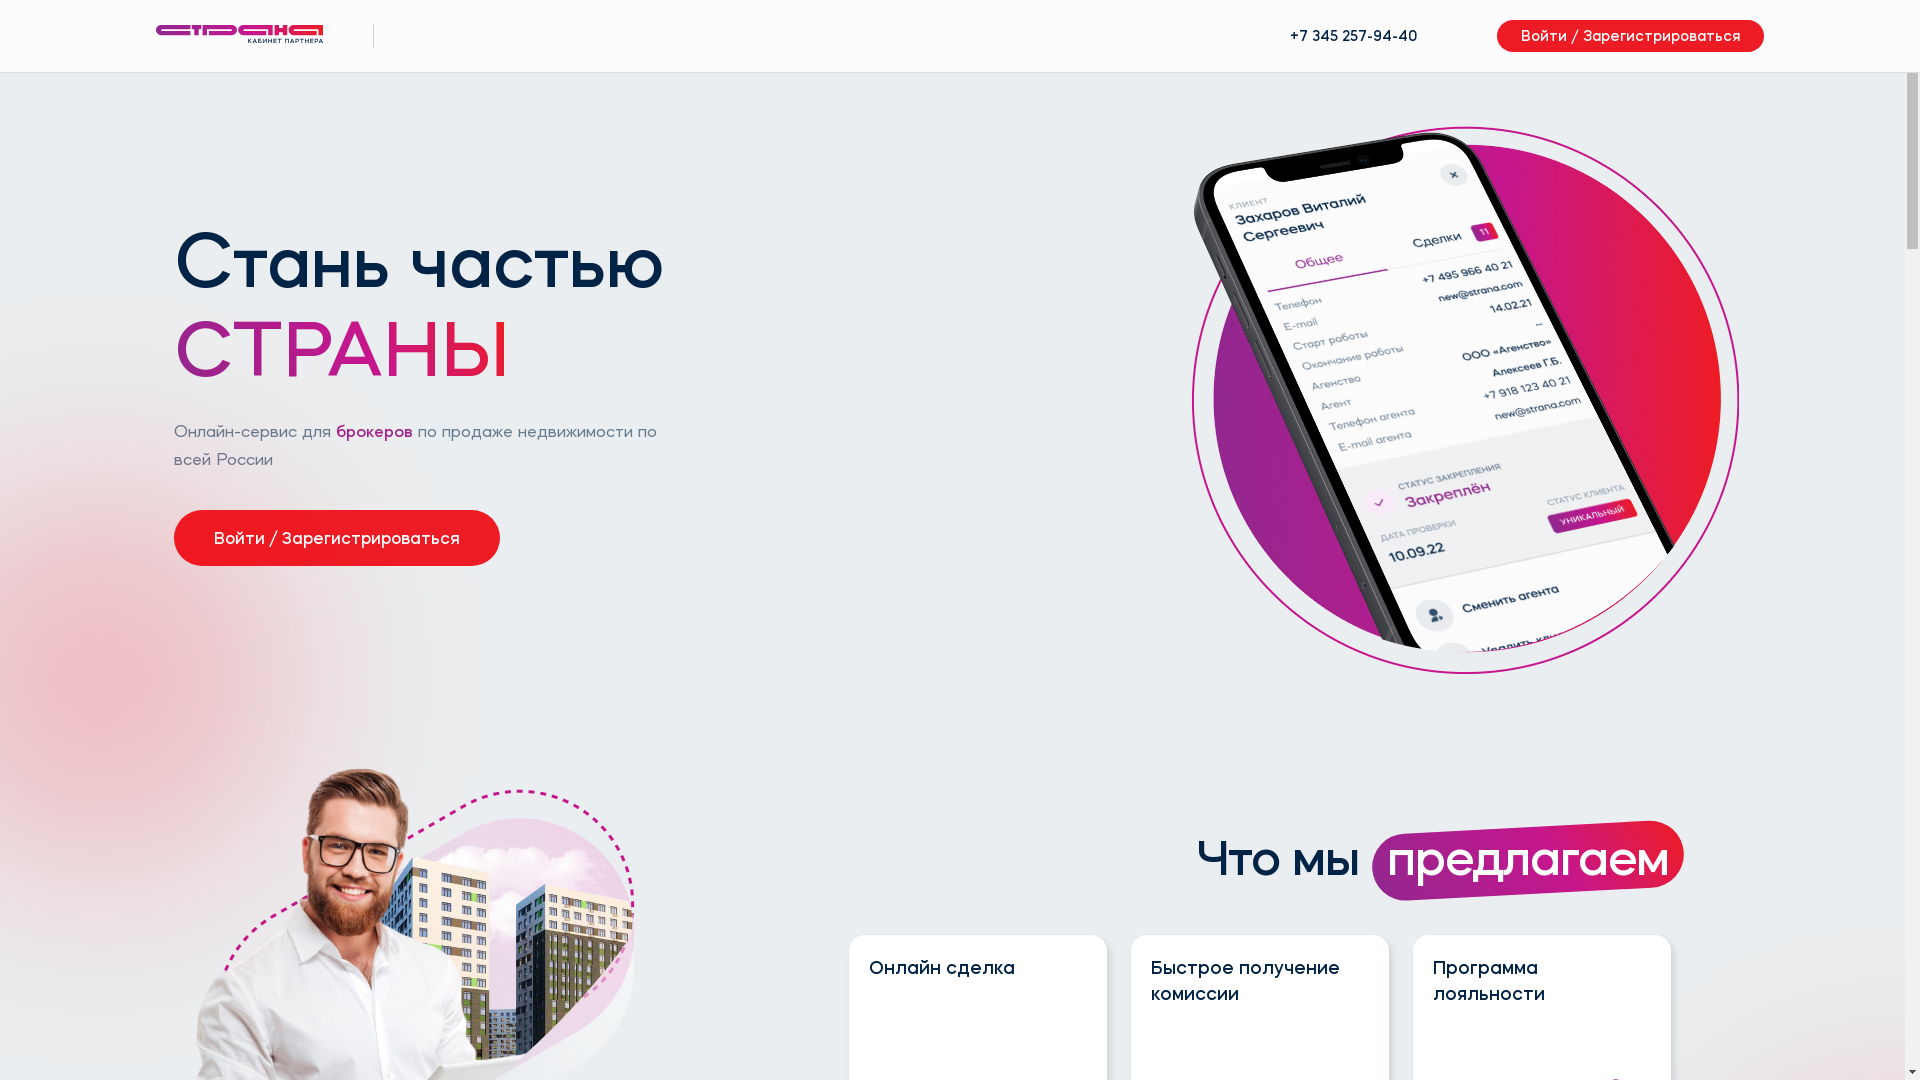 страна
КАБИНЕТ ПАРТНЕРА
+7 345 257-94-40
Войти / Зарегистрироваться
Стань частью
СТРАНЫ
Онлайн-сервис для брокеров по продаже недвижимости по
всей России
Войти / Зарегистрироваться
КЛИЕНТ
Захаров Виталий
Сергеевич
Общее
Сделки 11
Телефон +7 495 966 40 21
E-mail new@strana.com
Старт работы 14.02.21
Окончание работы ...
Агенство ООО «Агенство»
Агент Алексеев Г.Б.
Телефон агента +7 918 123 40 21
E-mail агента new@strana.com
СТАТУС ЗАКРЕПЛЕНИЯ
Закреплён
ДАТА ПРОВЕРКИ
10.09.22
СТАТУС КЛИЕНТА
УНИКАЛЬНЫЙ
Сменить агента
Что мы предлагаем
Онлайн сделка
Быстрое получение
комиссии
Программа
лояльности